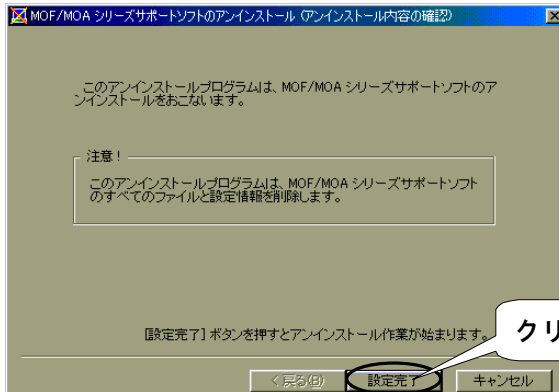 MOF/MOA シリーズサポートソフトのアンインストール (アンインストール内容の確認)
このアンインストールプログラムは、MOF/MOA シリーズサポートソフトのア
ンインストールをおこないます。
注意！
このアンインストールプログラムは、MOF/MOA シリーズサポートソフト
のすべてのファイルと設定情報を削除します。
[設定完了] ボタンを押すとアンインストール作業が始まります。
クリ
< 戻る(B)
設定完了
キャンセル